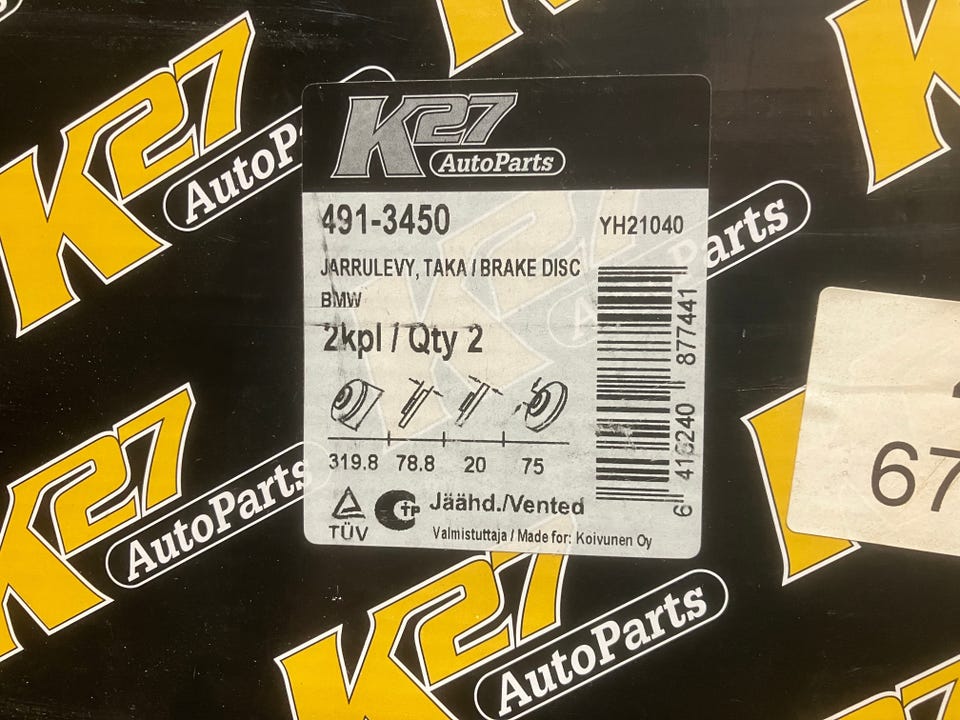 K27
AutoParts
491-3450
YH21040
JARRULEVY, TAKA / BRAKE DISC
BMW
2kpl / Qty 2
319.8 78.8 20 75
TÜV
Jäähd./Vented
Valmistuttaja / Made for: Koivunen Oy
6 416240 877441
K27
AutoParts
K27
AutoParts
K27
AutoParts
67